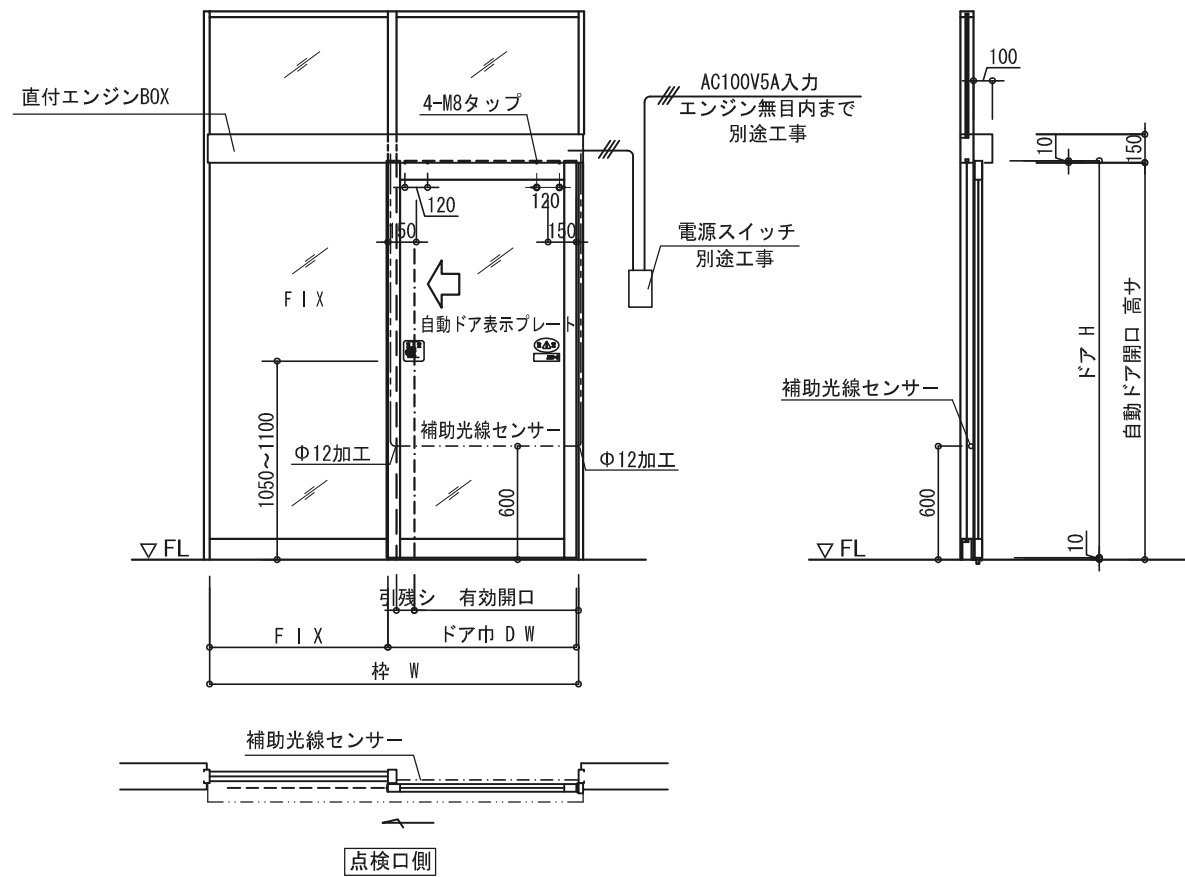 直付エンジンBOX
4-M8タップ
AC100V5A入力
エンジン無目内まで
別途工事
100
10
150
120
120
150
150
電源スイッチ
別途工事
FIX
自動ドア表示プレート
ドア H
自動ドア開口 高サ
補助光線センサー
1050～1100
補助光線センサー
Φ12加工
Φ12加工
600
600
10
▽FL
▽FL
引残シ
有効開口
FIX
ドア巾 DW
枠 W
補助光線センサー
点検口側